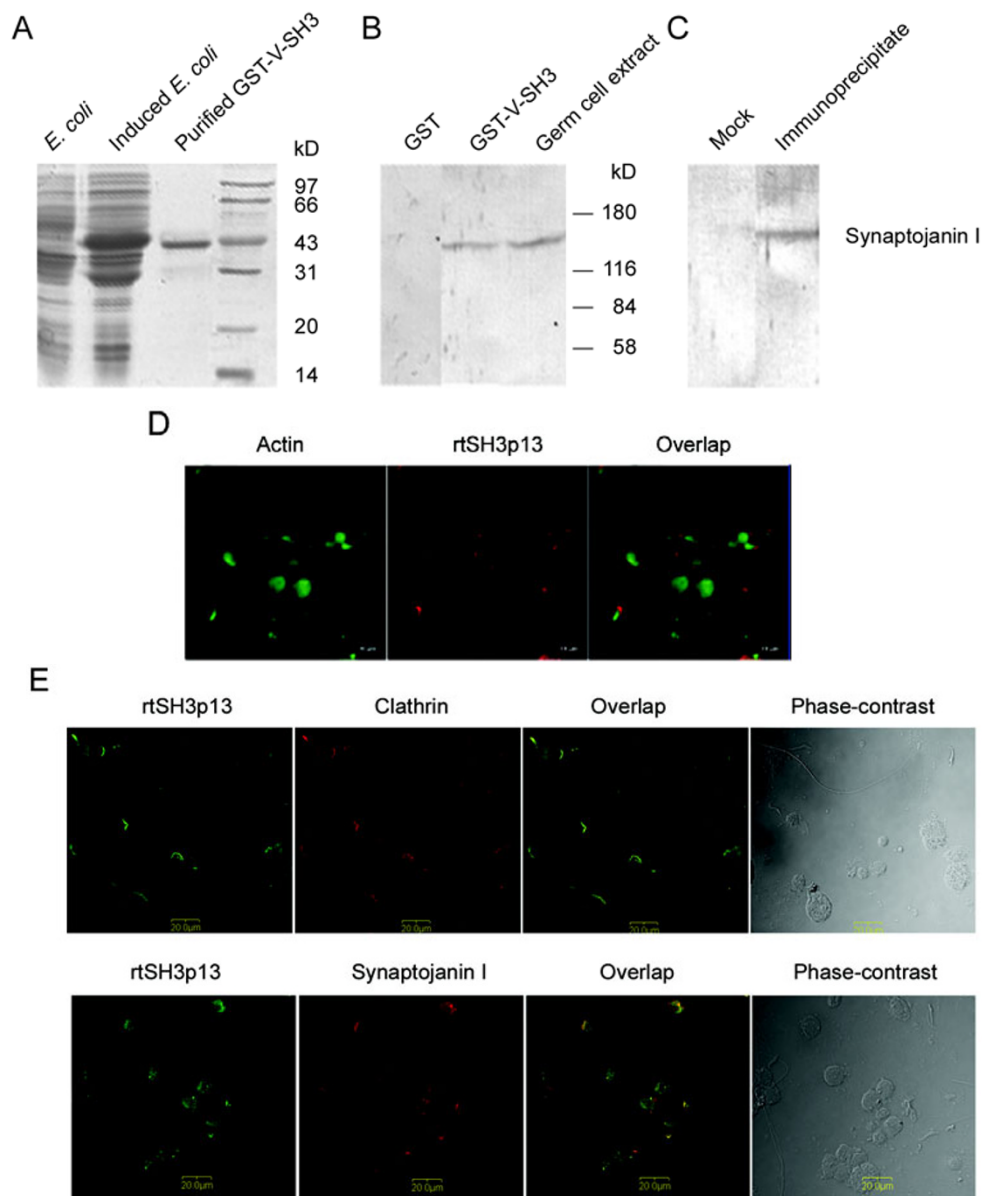 A
E. coli
Induced E. coli
Purified GST-V-SH3
kD
97
66
43
31
20
14
B
GST
GST-V-SH3
Germ cell extract
kD
180
116
84
58
C
Mock
Immunoprecipitate
Synaptojanin I
D
Actin rtSH3p13 Overlap
E
rtSH3p13 Clathrin Overlap Phase-contrast
20.0µm 20.0µm 20.0µm 20.0µm
rtSH3p13 Synaptojanin I Overlap Phase-contrast
20.0µm 20.0µm 20.0µm 20.0µm